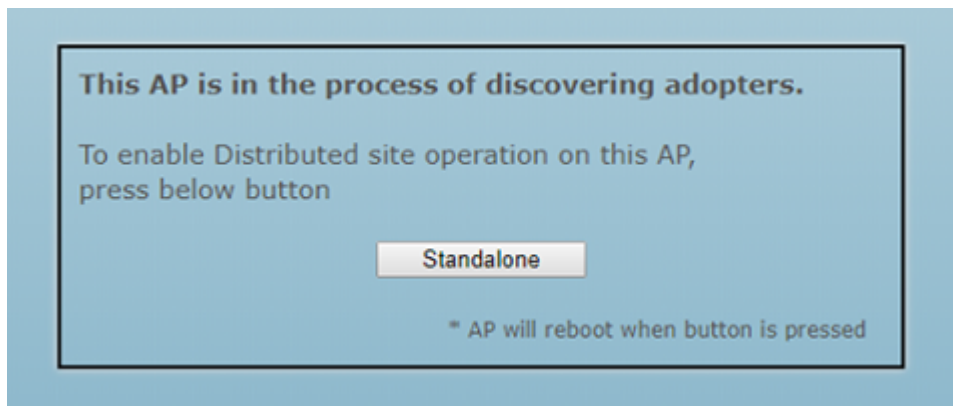 This AP is in the process of discovering adopters.
To enable Distributed site operation on this AP,
press below button
Standalone
* AP will reboot when button is pressed